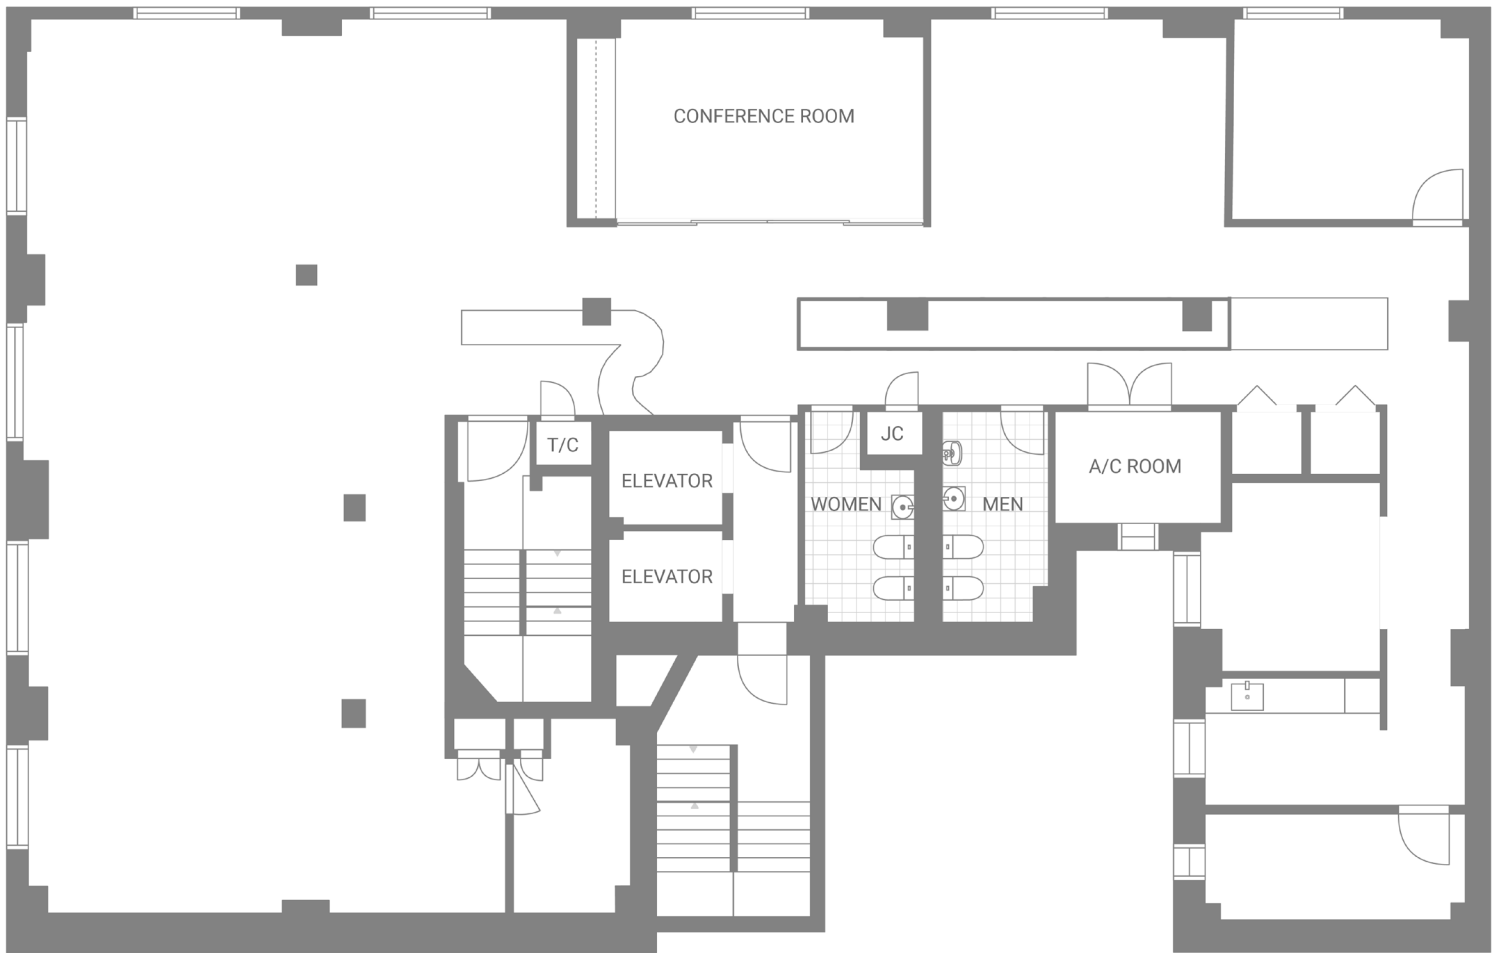 CONFERENCE ROOM
T/C
JC
ELEVATOR
A/C ROOM
WOMEN
MEN
ELEVATOR